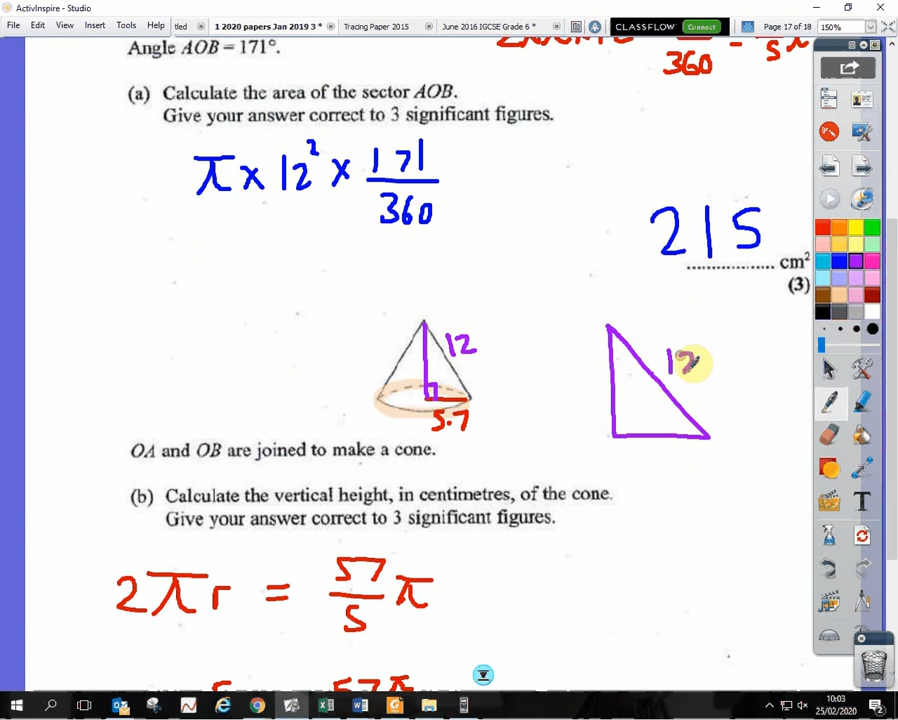 ActivInspire - Studio
File Edit View Insert Tools Help tled 1 2020 papers Jan 2019 3 * Tracing Paper 2015 June 2016 IGCSE Grade 6 * CLASSFLOW Connect Page 17 of 18 150%
Angle AOB = 171°.
360 5
(a) Calculate the area of the sector AOB.
Give your answer correct to 3 significant figures.
π × 12² × 171
360
215
cm²
(3)
12
5.7
12
OA and OB are joined to make a cone.
(b) Calculate the vertical height, in centimetres, of the cone.
Give your answer correct to 3 significant figures.
2πr = 57/5 π
57π
10:03
25/02/2020
2